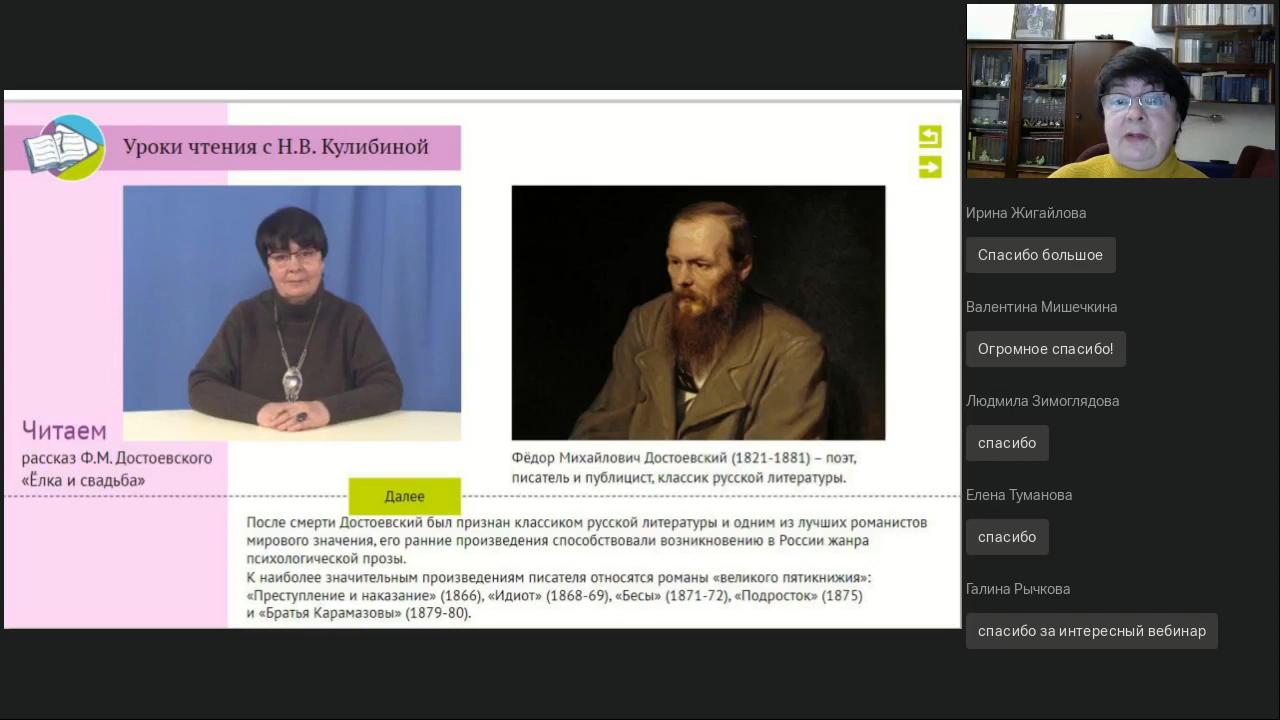 Уроки чтения с Н.В. Кулибиной
Читаем
рассказ Ф.М. Достоевского
«Ёлка и свадьба»
Фёдор Михайлович Достоевский (1821-1881) – поэт,
писатель и публицист, классик русской литературы.
Далее
После смерти Достоевский был признан классиком русской литературы и одним из лучших романистов
мирового значения, его ранние произведения способствовали возникновению в России жанра
психологической прозы.
К наиболее значительным произведениям писателя относятся романы «великого пятикнижия»:
«Преступление и наказание» (1866), «Идиот» (1868-69), «Бесы» (1871-72), «Подросток» (1875)
и «Братья Карамазовы» (1879-80).
Ирина Жигайлова
Спасибо большое
Валентина Мишечкина
Огромное спасибо!
Людмила Зимоглядова
спасибо
Елена Туманова
спасибо
Галина Рычкова
спасибо за интересный вебинар